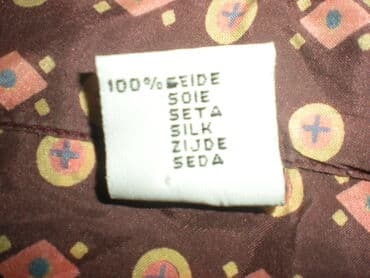 100% SEIDE
SOIE
SETA
SILK
ZIJDE
SEDA